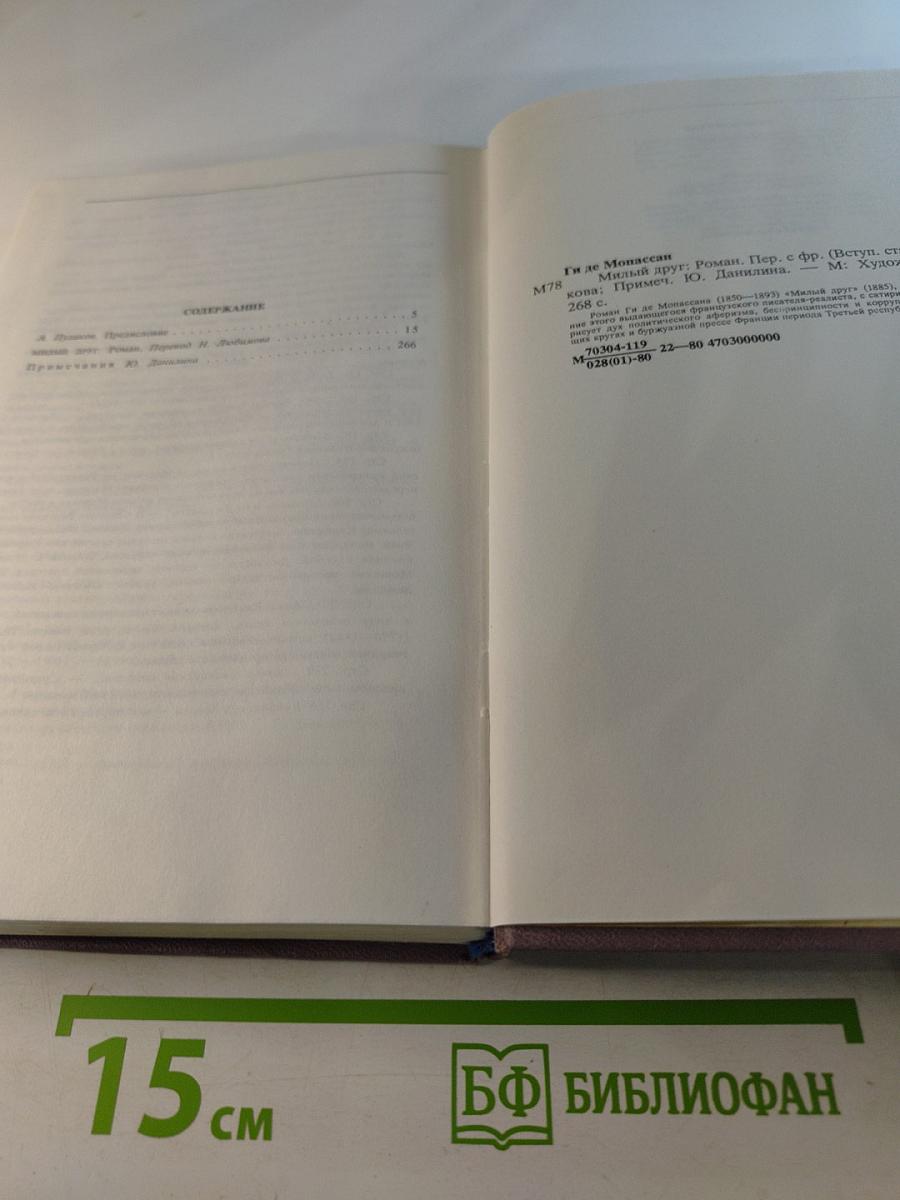 СОДЕРЖАНИЕ
А. Пузиков. Предисловие . . . . . . . . . . 5
МИЛЫЙ ДРУГ. Роман. Перевод Н. Любимова . . . . . . . . . . 15
Примечания Ю. Данилина . . . . . . . . . . 266
Ги де Мопассан
М78 Милый друг: Роман. Пер. с фр. (Вступ.
кова; Примеч. Ю. Данилина. — М: Худож
268 с.
Роман Ги де Мопассана (1850—1893) «Милый друг» (1885),
ние этого выдающегося французского писателя-реалиста, с сатири
рисует дух политического аферизма, беспринципности и корруп
щих кругах и буржуазной прессе Франции периода Третьей респуб
М 70304-119 22—80 4703000000
028(01)-80
15 см
БФ БИБЛИОФАН